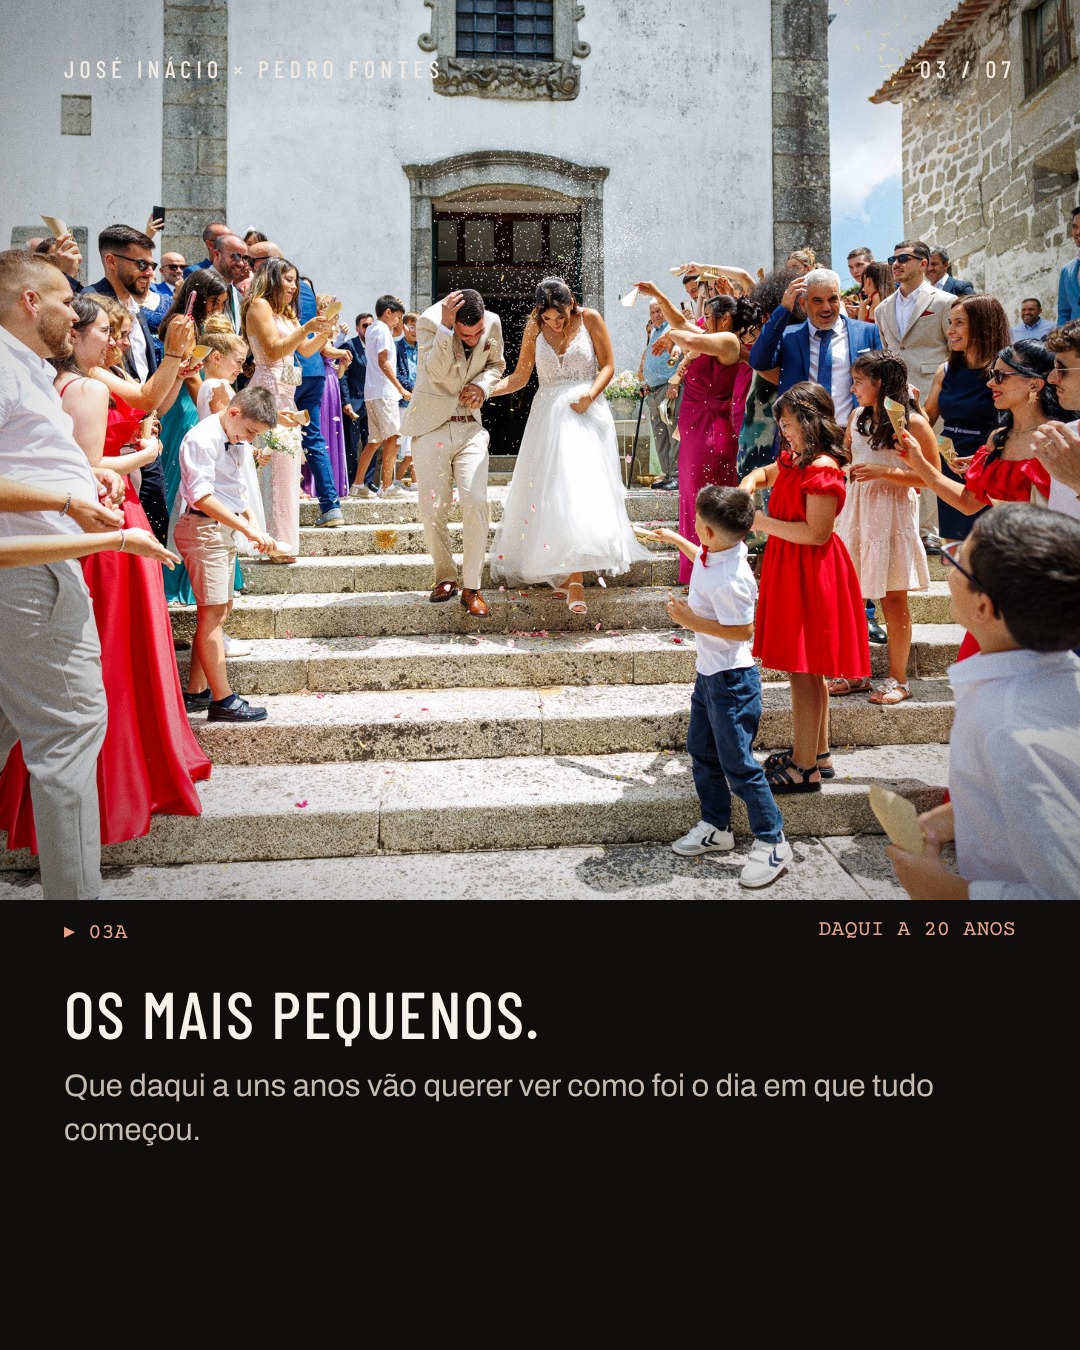 JOSÉ INÁCIO × PEDRO FONTES
03 / 07
▶ 03A
DAQUI A 20 ANOS
OS MAIS PEQUENOS.
Que daqui a uns anos vão querer ver como foi o dia em que tudo
começou.